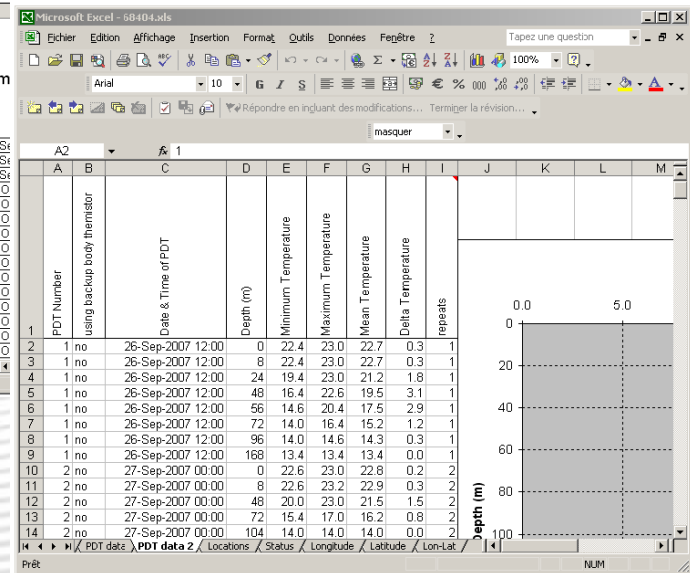 Microsoft Excel - 68404.xls
Fichier Edition Affichage Insertion Format Outils Données Fenêtre ? Tapez une question
100%
Arial 10 G I S € % 000
Répondre en incluant des modifications... Terminer la révision...
masquer
A2 fx 1
A B C D E F G H I J K L M
1 PDT Number using backup body thermistor Date & Time of PDT Depth (m) Minimum Temperature Maximum Temperature Mean Temperature Delta Temperature repeats
2 1 no 26-Sep-2007 12:00 0 22.4 23.0 22.7 0.3 1
3 1 no 26-Sep-2007 12:00 8 22.4 23.0 22.7 0.3 1
4 1 no 26-Sep-2007 12:00 24 19.4 23.0 21.2 1.8 1
5 1 no 26-Sep-2007 12:00 48 16.4 22.6 19.5 3.1 1
6 1 no 26-Sep-2007 12:00 56 14.6 20.4 17.5 2.9 1
7 1 no 26-Sep-2007 12:00 72 14.0 16.4 15.2 1.2 1
8 1 no 26-Sep-2007 12:00 96 14.0 14.6 14.3 0.3 1
9 1 no 26-Sep-2007 12:00 168 13.4 13.4 13.4 0.0 1
10 2 no 27-Sep-2007 00:00 0 22.6 23.0 22.8 0.2 2
11 2 no 27-Sep-2007 00:00 8 22.6 23.2 22.9 0.3 2
12 2 no 27-Sep-2007 00:00 48 20.0 23.0 21.5 1.5 2
13 2 no 27-Sep-2007 00:00 72 15.4 17.0 16.2 0.8 2
14 2 no 27-Sep-2007 00:00 104 14.0 14.0 14.0 0.0 2
0.0 5.0
0
20
40
60
80
100
Depth (m)
PDT data PDT data 2 Locations Status Longitude Latitude Lon-Lat
Prêt NUM